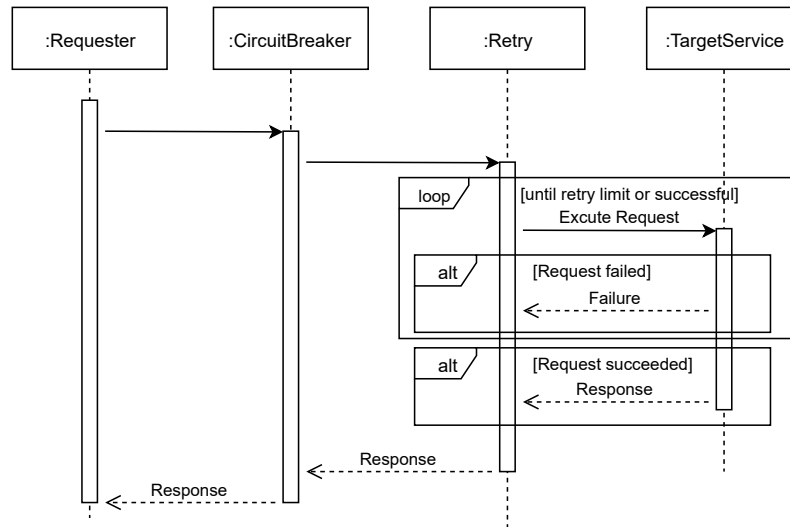 :Requester
:CircuitBreaker
:Retry
:TargetService
loop
[until retry limit or successful]
Excute Request
alt
[Request failed]
Failure
alt
[Request succeeded]
Response
Response
Response